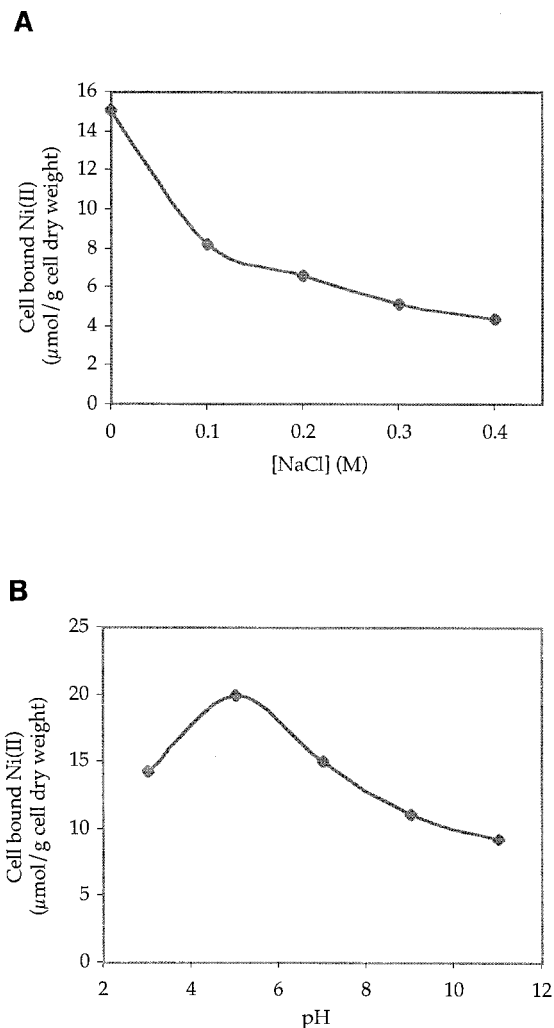 A
Cell bound Ni(II)
(μmol/g cell dry weight)
16
14
12
10
8
6
4
2
0
0 0.1 0.2 0.3 0.4
[NaCl] (M)
B
Cell bound Ni(II)
(μmol/g cell dry weight)
25
20
15
10
5
0
2 4 6 8 10 12
pH